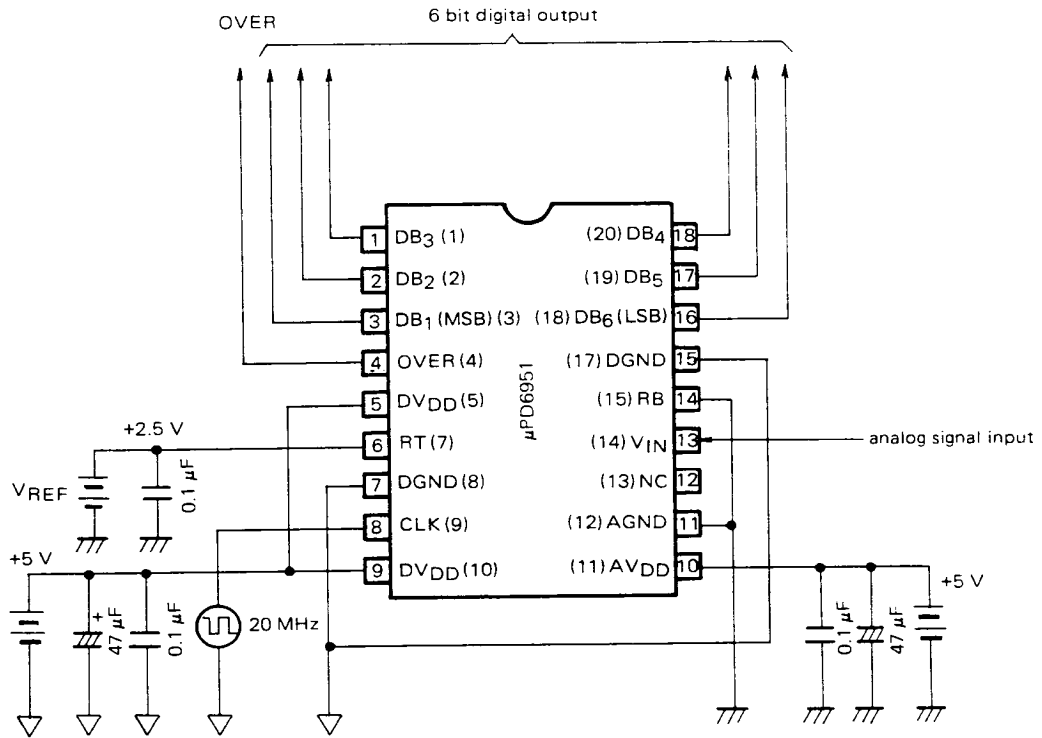 OVER
6 bit digital output
1 DB3 (1)
2 DB2 (2)
3 DB1 (MSB) (3)
4 OVER (4)
5 DVDD (5)
6 RT (7)
7 DGND (8)
8 CLK (9)
9 DVDD (10)
(20) DB4 18
(19) DB5 17
(18) DB6 (LSB) 16
(17) DGND 15
(15) RB 14
(14) VIN 13
(13) NC 12
(12) AGND 11
(11) AVDD 10
μPD6951
analog signal input
+2.5 V
VREF
0.1 μF
+5 V
+
47 μF
0.1 μF
20 MHz
0.1 μF
47 μF
+5 V